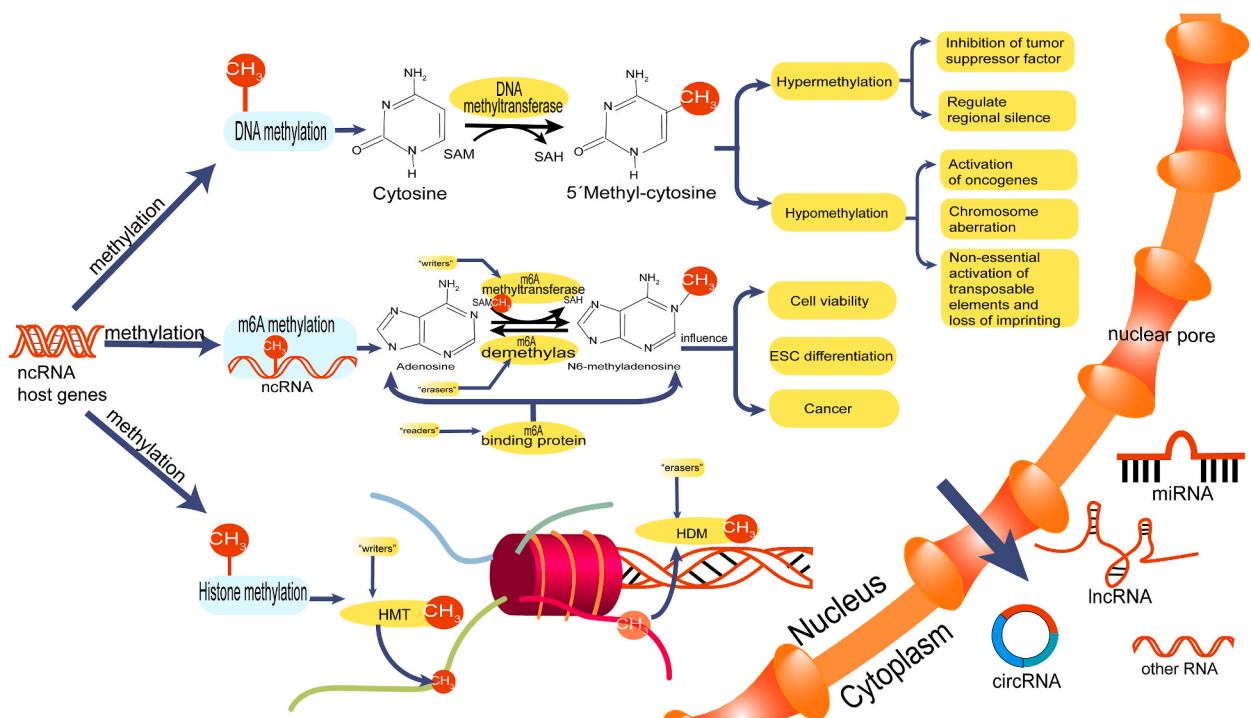 CH₃
DNA methylation
NH₂
N
O
N
H
Cytosine
DNA
methyltransferase
SAM
SAH
NH₂
CH₃
N
O
N
H
5´Methyl-cytosine
Hypermethylation
Inhibition of tumor
suppressor factor
Regulate
regional silence
Hypomethylation
Activation
of oncogenes
Chromosome
aberration
Non-essential
activation of
transposable
elements and
loss of imprinting
methylation
methylation
methylation
ncRNA
host genes
m6A methylation
CH₃
ncRNA
NH₂
N
N
N
N
H
Adenosine
"writers"
m6A
methyltransferase
SAM
CH₃
SAH
m6A
demethylas
"erasers"
"readers"
m6A
binding protein
NH₂
CH₃
N
N
N
N
H
N6-methyladenosine
influence
Cell viability
ESC differentiation
Cancer
CH₃
Histone methylation
"writers"
HMT
CH₃
CH₃
"erasers"
HDM
CH₃
CH₃
nuclear pore
Nucleus
Cytoplasm
miRNA
lncRNA
circRNA
other RNA